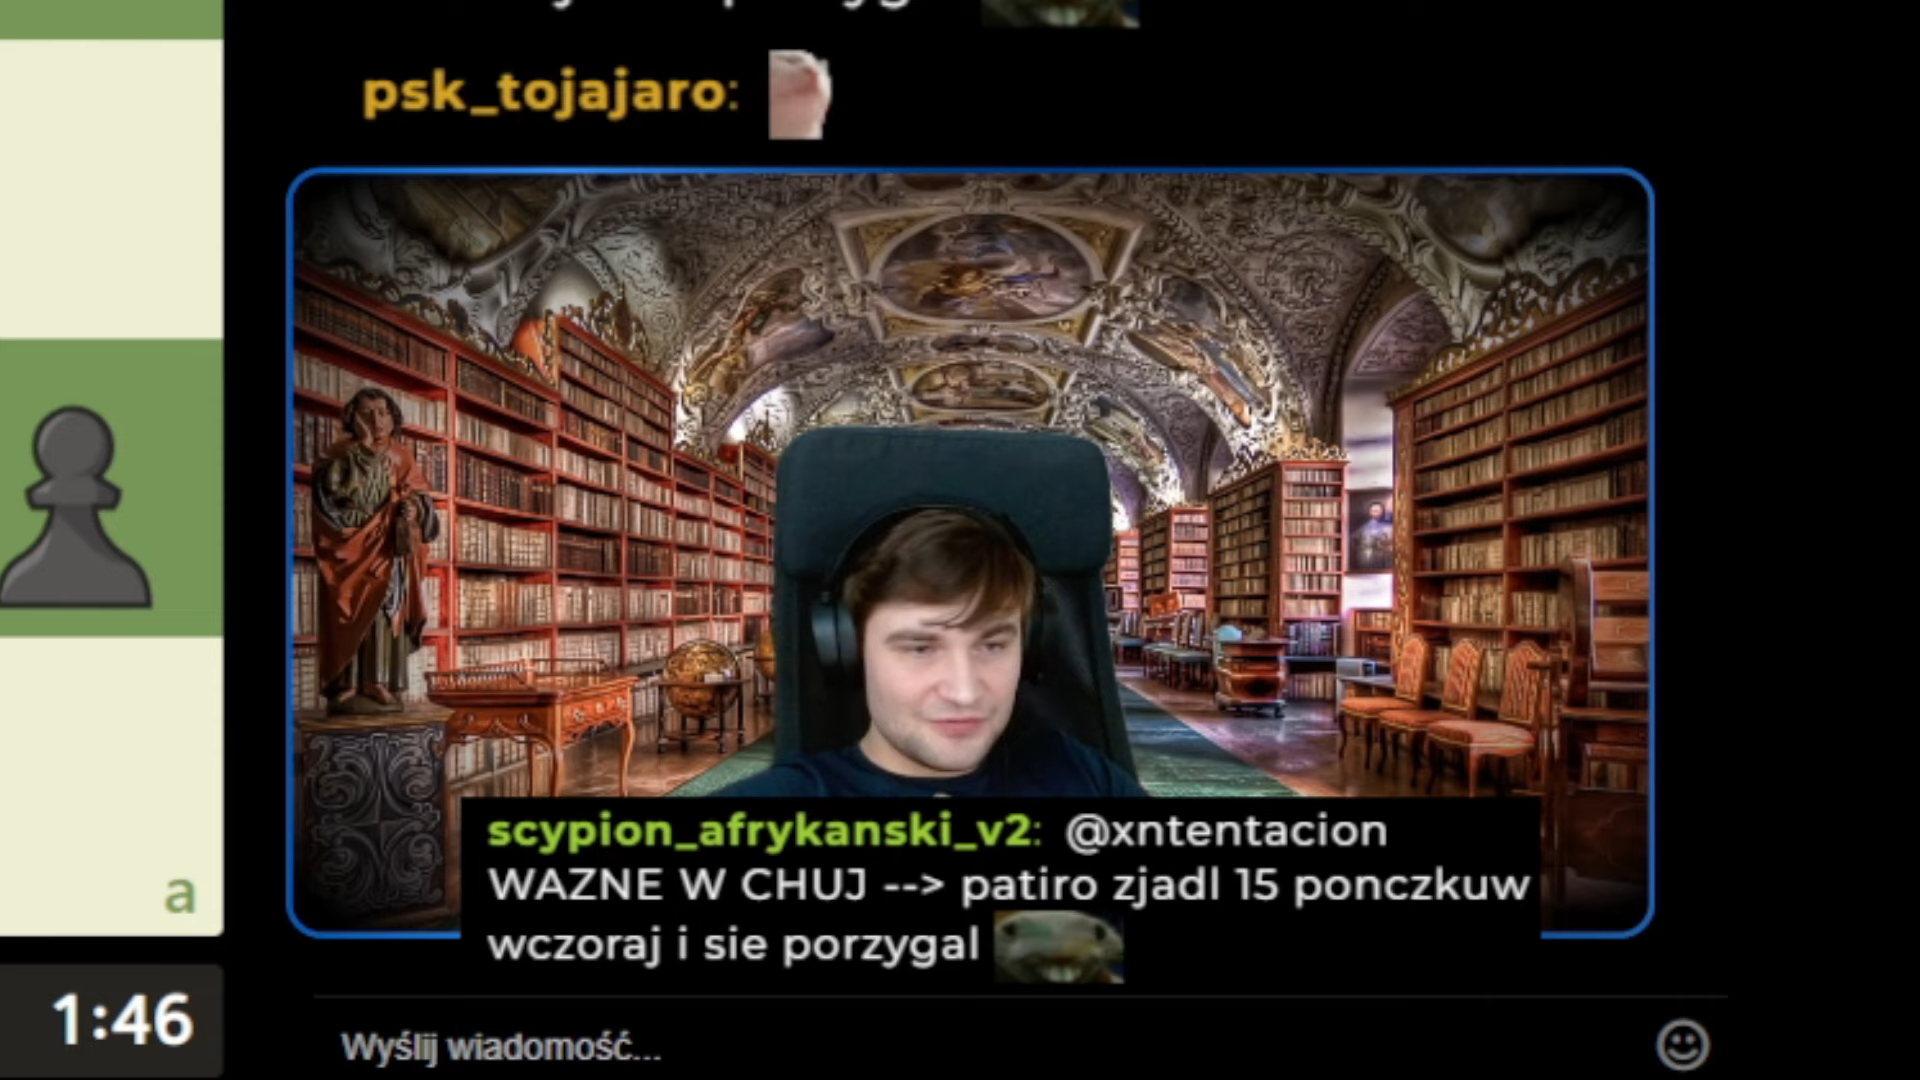 psk_tojajaro:
scypion_afrykanski_v2: @xntentacion
WAZNE W CHUJ --> patiro zjadl 15 ponczkuw
wczoraj i sie porzygal
a
1:46
Wyślij wiadomość...